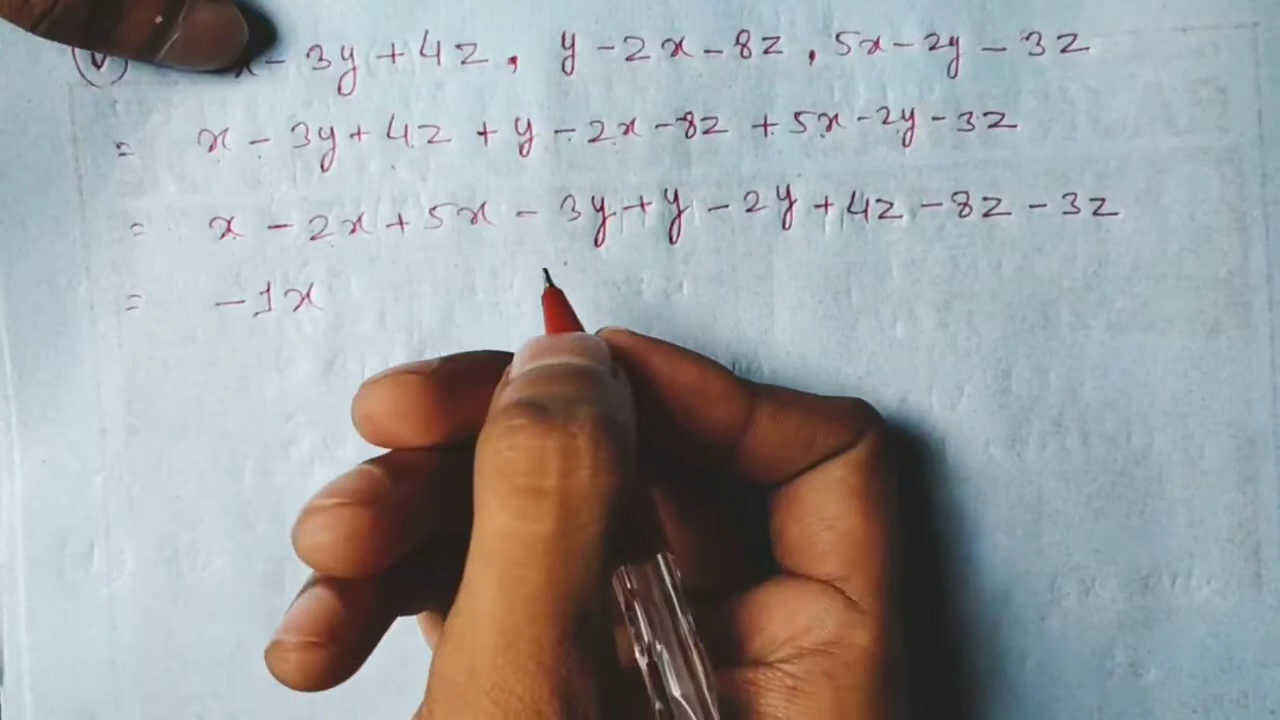 (v) x - 3y + 4z, y - 2x - 8z, 5x - 2y - 3z
= x - 3y + 4z + y - 2x - 8z + 5x - 2y - 3z
= x - 2x + 5x - 3y + y - 2y + 4z - 8z - 3z
= -1x